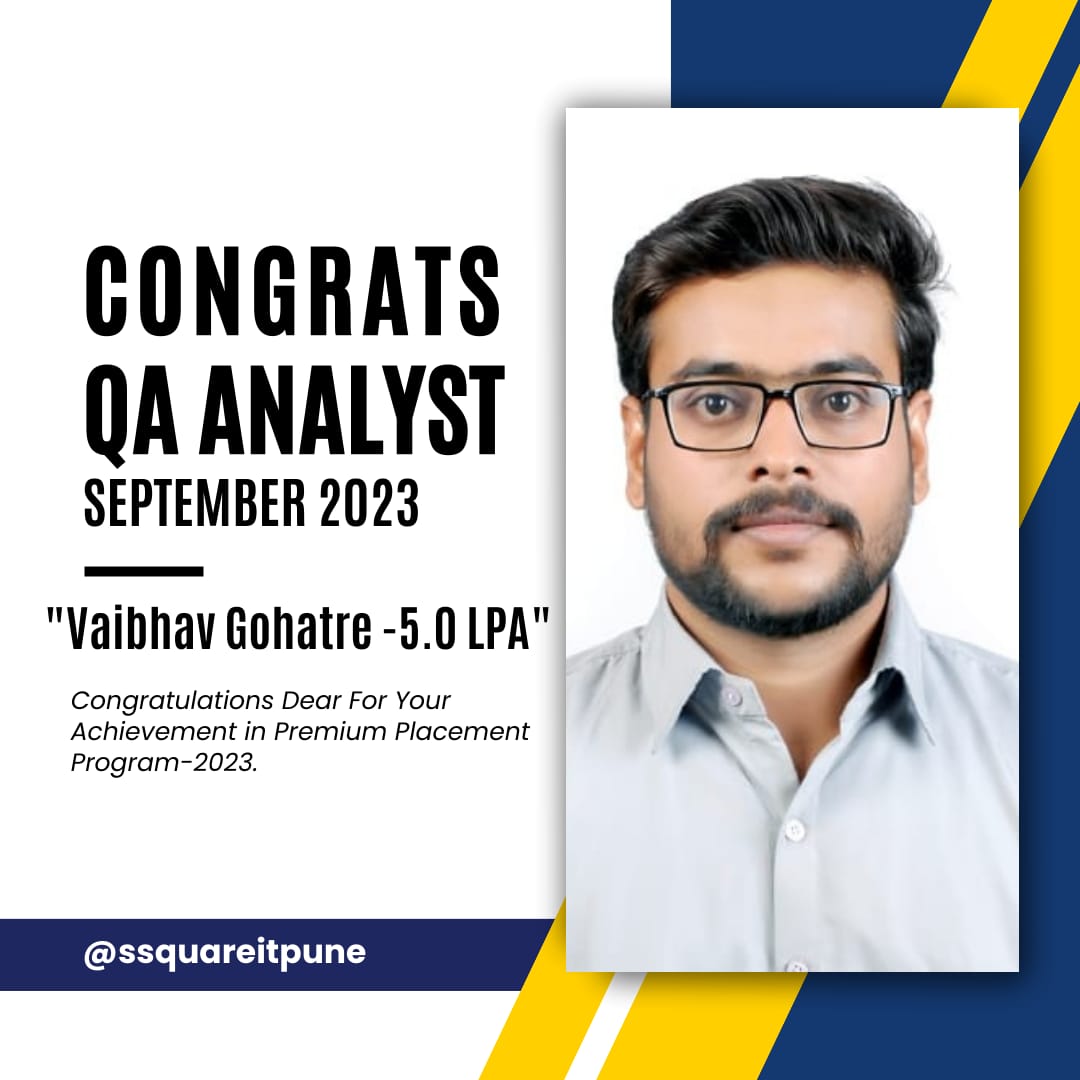 CONGRATS
QA ANALYST
SEPTEMBER 2023
"Vaibhav Gohatre -5.0 LPA"
Congratulations Dear For Your
Achievement in Premium Placement
Program-2023.
@ssquareitpune